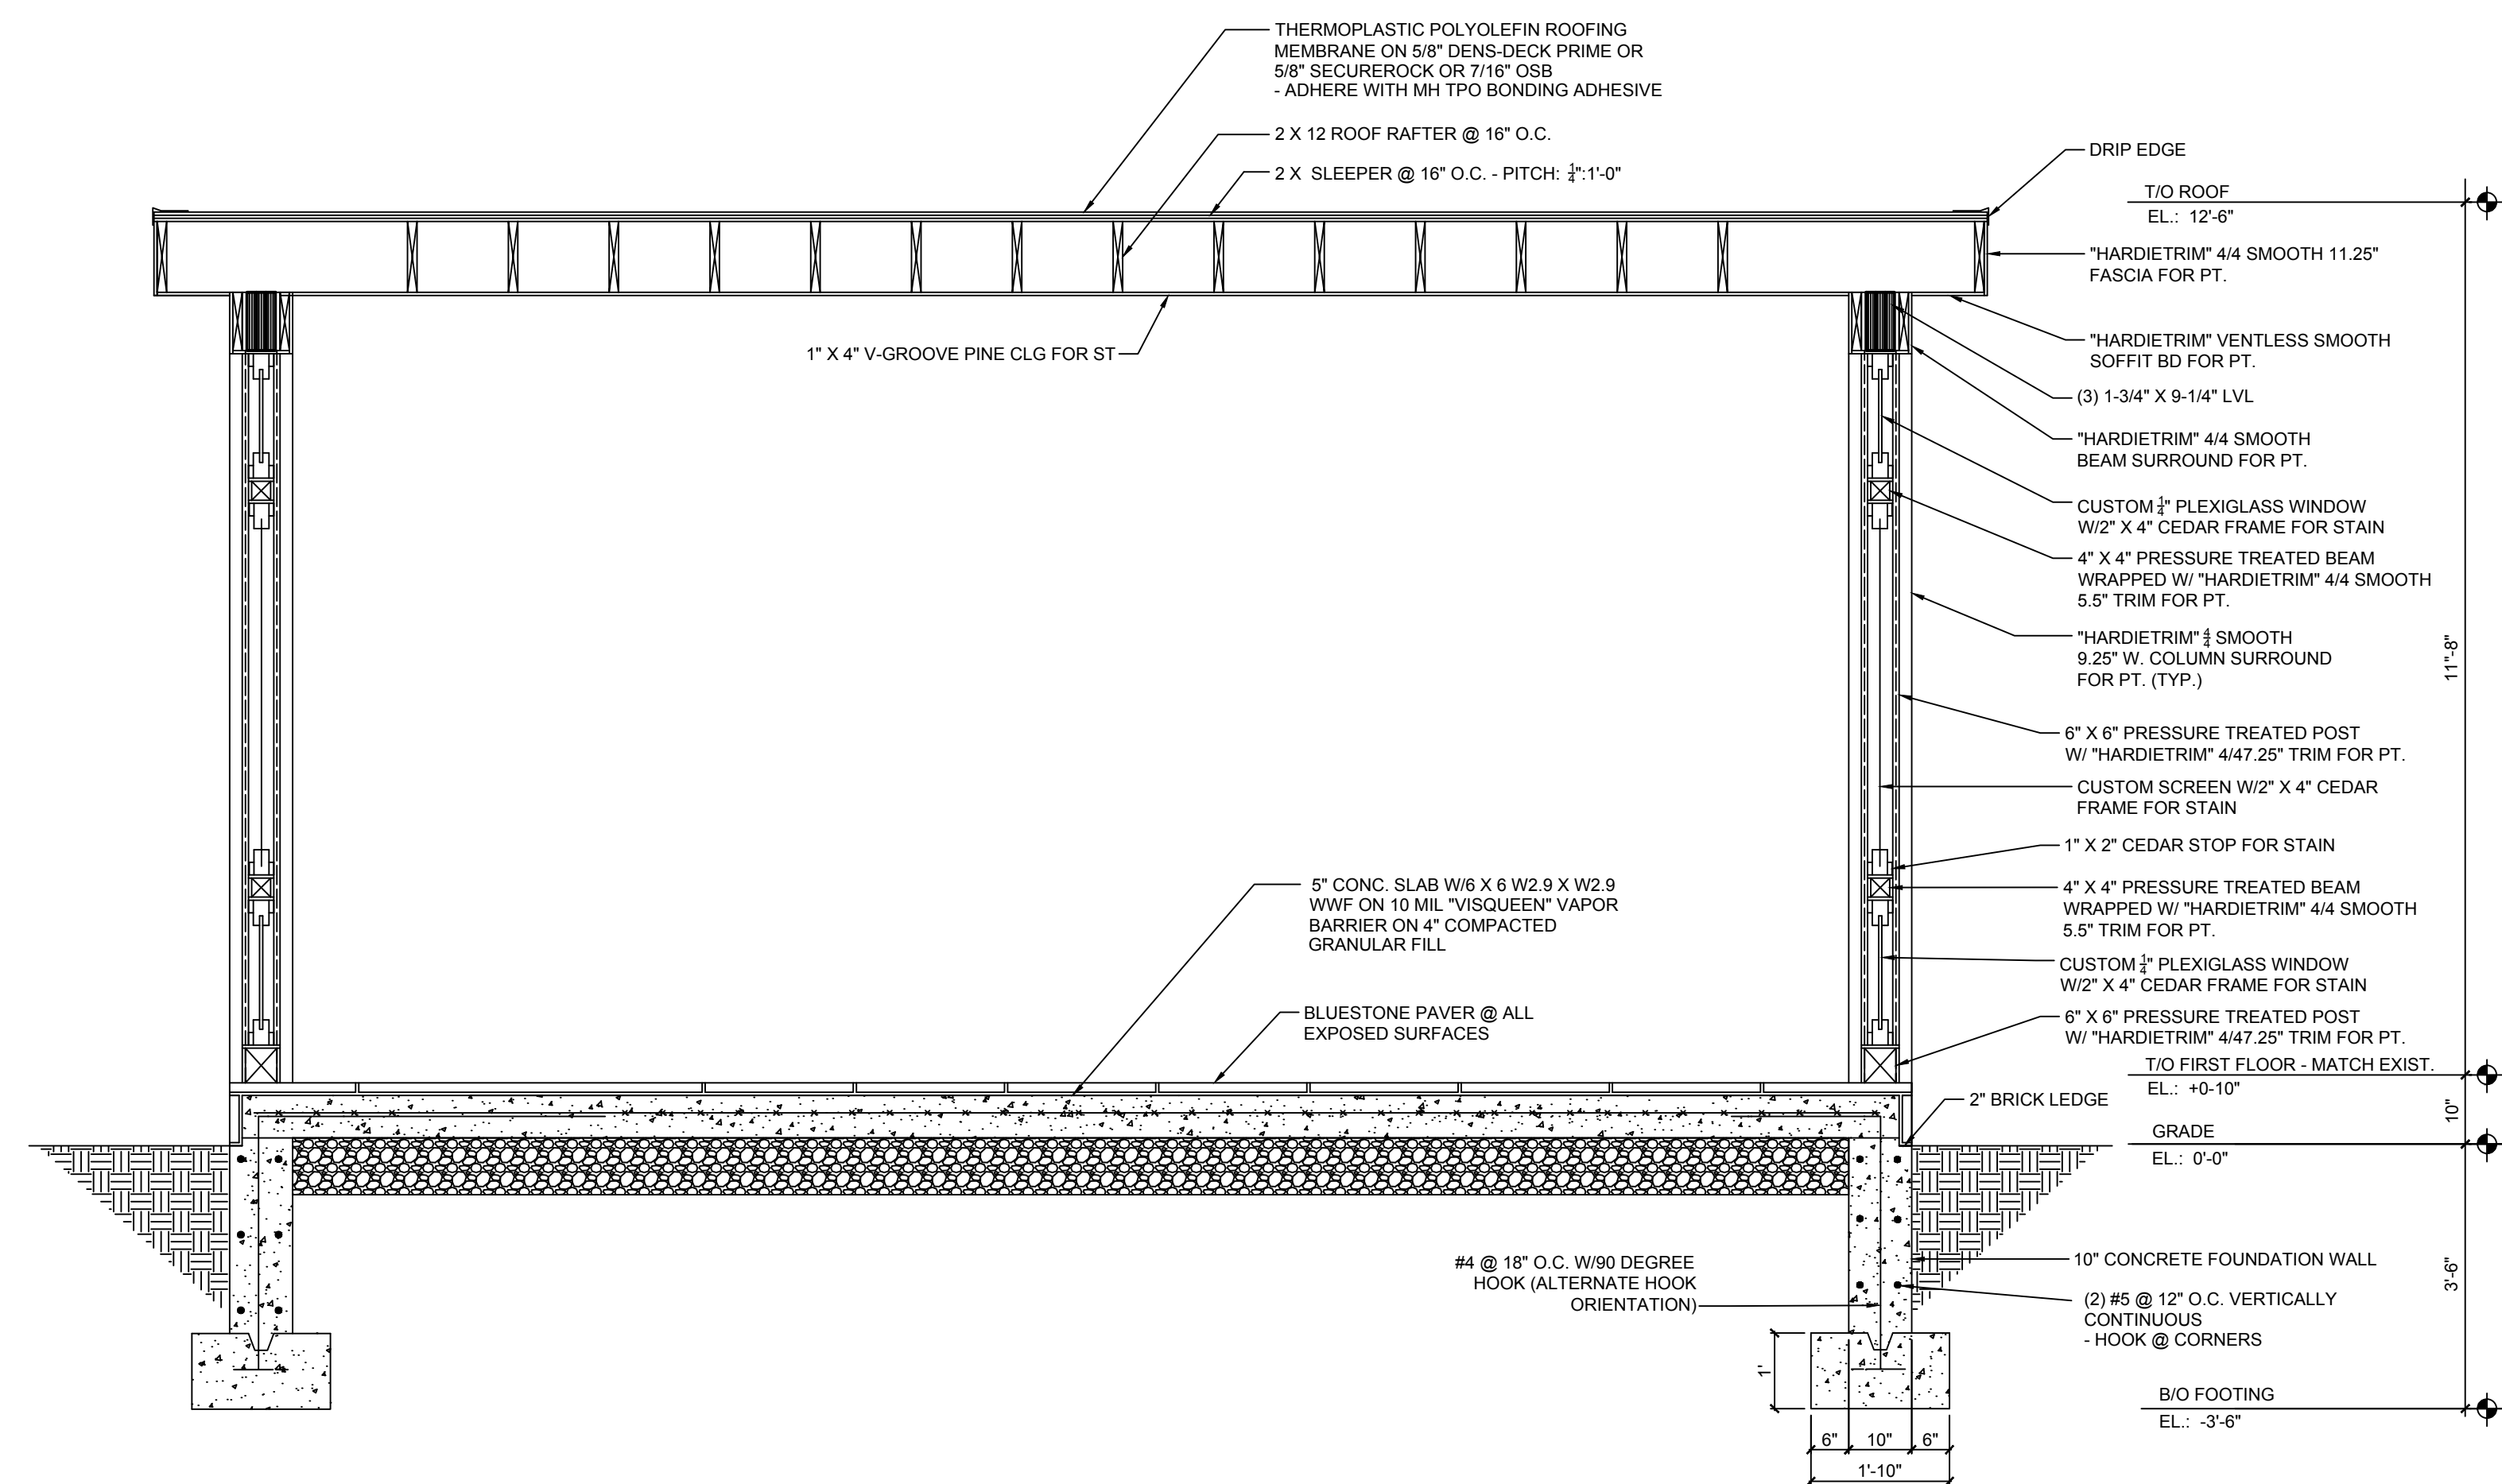 THERMOPLASTIC POLYOLEFIN ROOFING
MEMBRANE ON 5/8" DENS-DECK PRIME OR
5/8" SECUREROCK OR 7/16" OSB
- ADHERE WITH MH TPO BONDING ADHESIVE
2 X 12 ROOF RAFTER @ 16" O.C.
2 X SLEEPER @ 16" O.C. - PITCH: 1/4":1'-0"
1" X 4" V-GROOVE PINE CLG FOR ST
5" CONC. SLAB W/6 X 6 W2.9 X W2.9
WWF ON 10 MIL "VISQUEEN" VAPOR
BARRIER ON 4" COMPACTED
GRANULAR FILL
BLUESTONE PAVER @ ALL
EXPOSED SURFACES
#4 @ 18" O.C. W/90 DEGREE
HOOK (ALTERNATE HOOK
ORIENTATION)
DRIP EDGE
T/O ROOF
EL.: 12'-6"
"HARDIETRIM" 4/4 SMOOTH 11.25"
FASCIA FOR PT.
"HARDIETRIM" VENTLESS SMOOTH
SOFFIT BD FOR PT.
(3) 1-3/4" X 9-1/4" LVL
"HARDIETRIM" 4/4 SMOOTH
BEAM SURROUND FOR PT.
CUSTOM 1/4" PLEXIGLASS WINDOW
W/2" X 4" CEDAR FRAME FOR STAIN
4" X 4" PRESSURE TREATED BEAM
WRAPPED W/ "HARDIETRIM" 4/4 SMOOTH
5.5" TRIM FOR PT.
"HARDIETRIM" 4/4 SMOOTH
9.25" W. COLUMN SURROUND
FOR PT. (TYP.)
6" X 6" PRESSURE TREATED POST
W/ "HARDIETRIM" 4/47.25" TRIM FOR PT.
CUSTOM SCREEN W/2" X 4" CEDAR
FRAME FOR STAIN
1" X 2" CEDAR STOP FOR STAIN
4" X 4" PRESSURE TREATED BEAM
WRAPPED W/ "HARDIETRIM" 4/4 SMOOTH
5.5" TRIM FOR PT.
CUSTOM 1/4" PLEXIGLASS WINDOW
W/2" X 4" CEDAR FRAME FOR STAIN
6" X 6" PRESSURE TREATED POST
W/ "HARDIETRIM" 4/47.25" TRIM FOR PT.
T/O FIRST FLOOR - MATCH EXIST.
EL.: +0-10"
2" BRICK LEDGE
GRADE
EL.: 0'-0"
10" CONCRETE FOUNDATION WALL
(2) #5 @ 12" O.C. VERTICALLY
CONTINUOUS
- HOOK @ CORNERS
B/O FOOTING
EL.: -3'-6"
11"-8"
10"
3'-6"
1'
6"
10"
6"
1'-10"